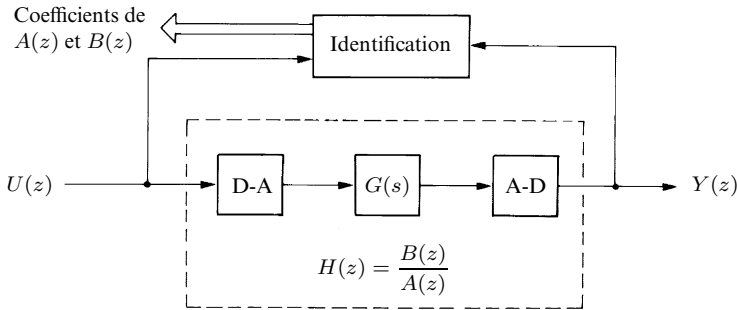 Coefficients de
A(z) et B(z)
Identification
U(z)
D-A
G(s)
A-D
Y(z)
H(z) = B(z)/A(z)